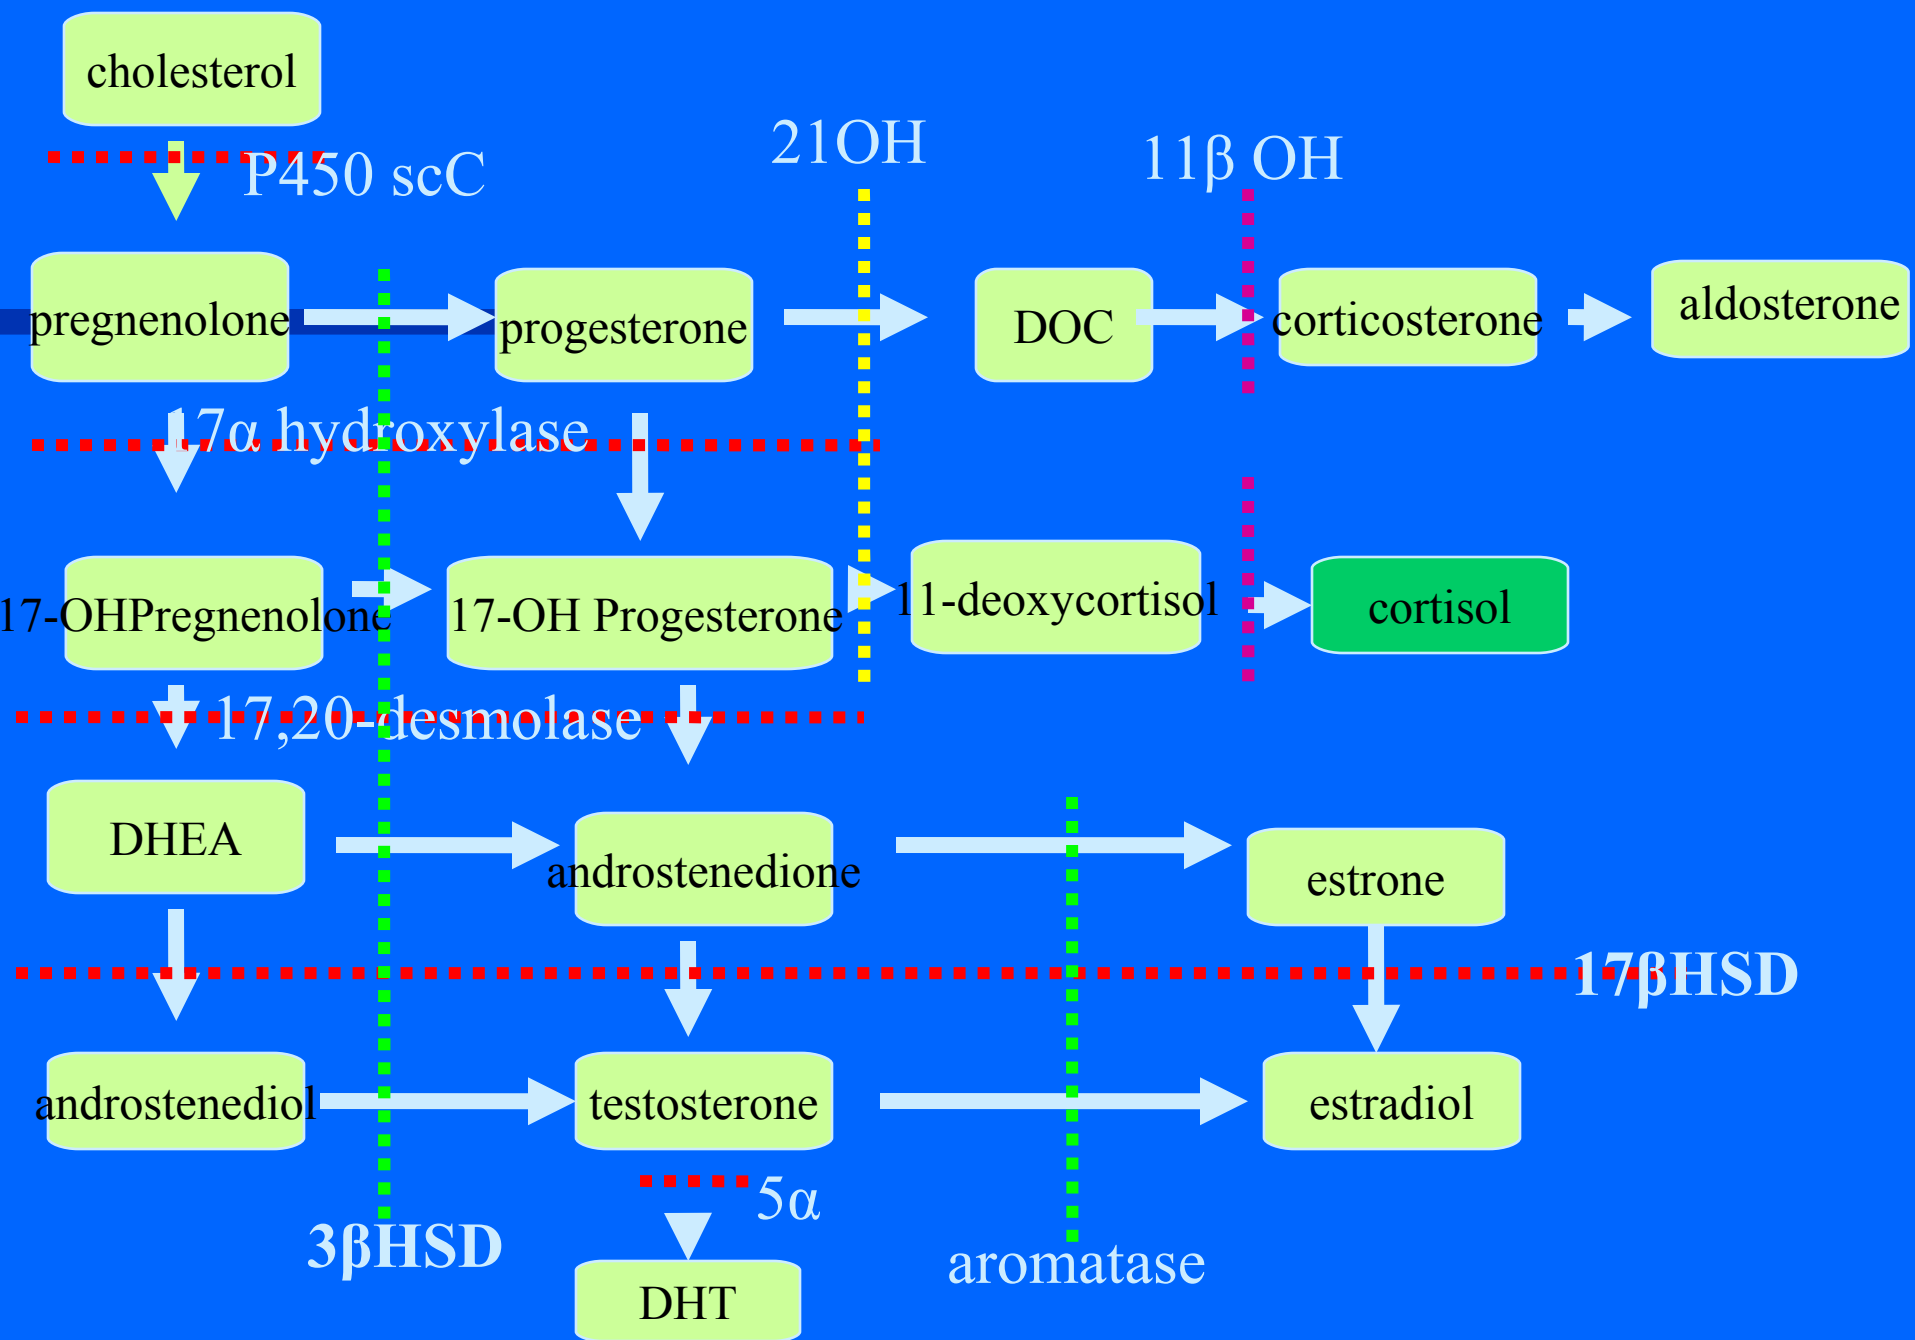 cholesterol
P450 scC
21OH
11β OH
pregnenolone
progesterone
DOC
corticosterone
aldosterone
17α hydroxylase
17-OHPregnenolone
17-OH Progesterone
11-deoxycortisol
cortisol
17,20-desmolase
DHEA
androstenedione
estrone
17βHSD
androstenediol
testosterone
estradiol
5α
3βHSD
aromatase
DHT